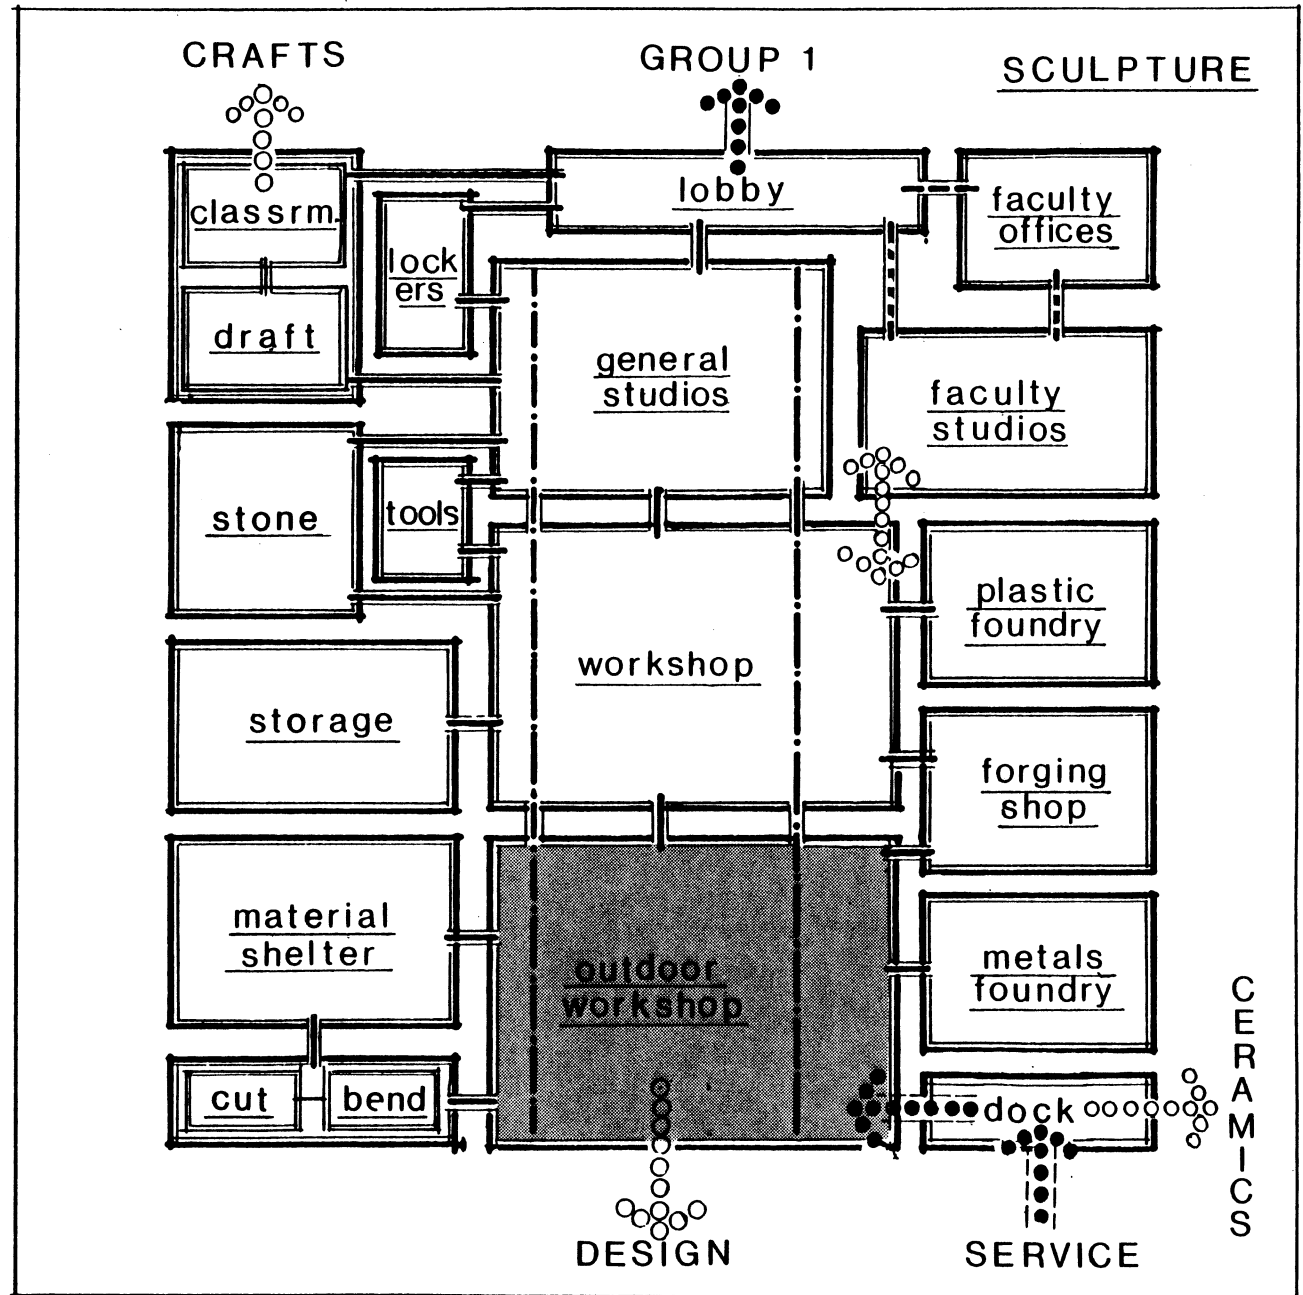 CRAFTS
GROUP 1
SCULPTURE
classrm.
lobby
faculty
offices
lock
ers
draft
general
studios
faculty
studios
stone
tools
plastic
foundry
workshop
storage
forging
shop
material
shelter
outdoor
workshop
metals
foundry
cut
bend
dock
CERAMICS
DESIGN
SERVICE